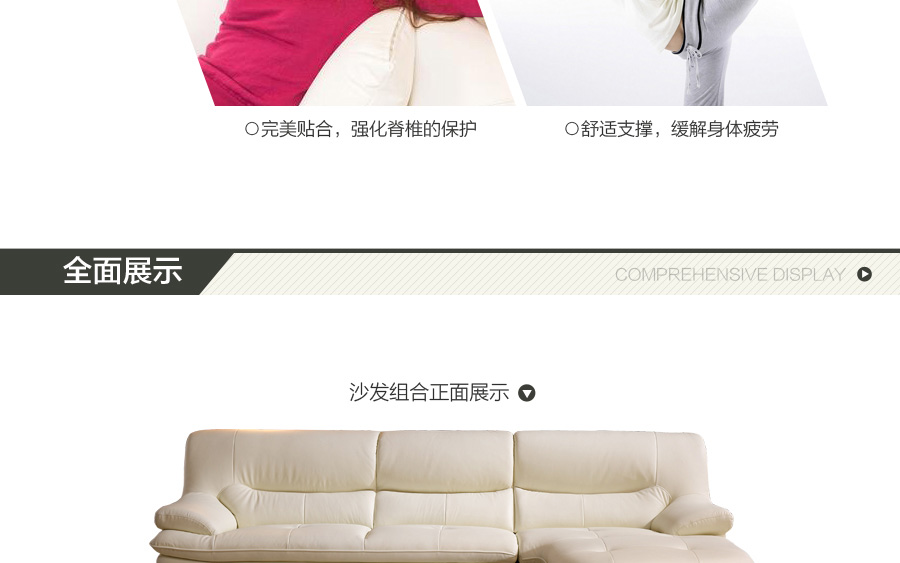 ○完美贴合，强化脊椎的保护
○舒适支撑，缓解身体疲劳
全面展示
COMPREHENSIVE DISPLAY
沙发组合正面展示